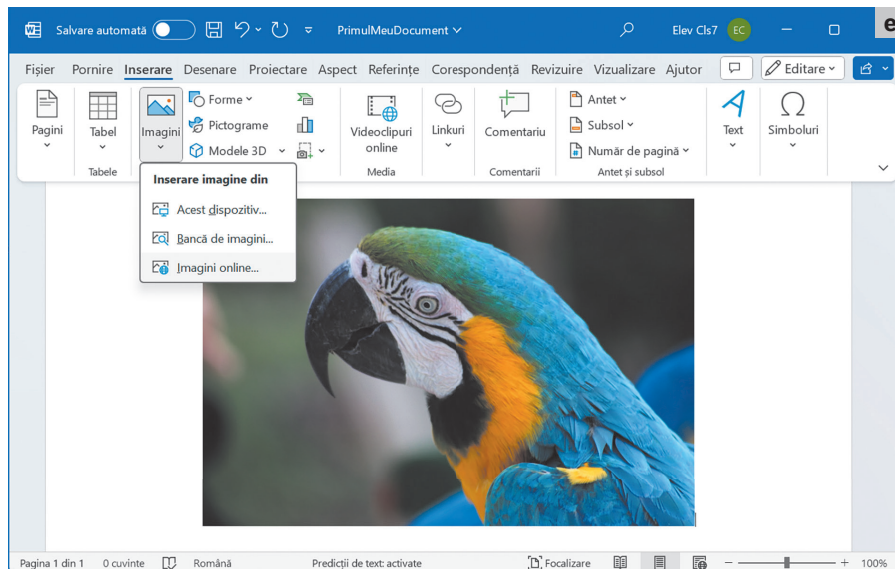 Salvare automată PrimulMeuDocument Elev Cls7 EC e
Fișier Pornire Inserare Desenare Proiectare Aspect Referințe Corespondență Revizuire Vizualizare Ajutor Editare
Pagini
Tabel
Tabele
Imagini
Forme
Pictograme
Modele 3D
Videoclipuri
online
Media
Linkuri
Comentariu
Comentarii
Antet
Subsol
Număr de pagină
Antet și subsol
Text
Simboluri
Inserare imagine din
Acest dispozitiv...
Bancă de imagini...
Imagini online...
Pagina 1 din 1 0 cuvinte Română Predicții de text: activate Focalizare 100%